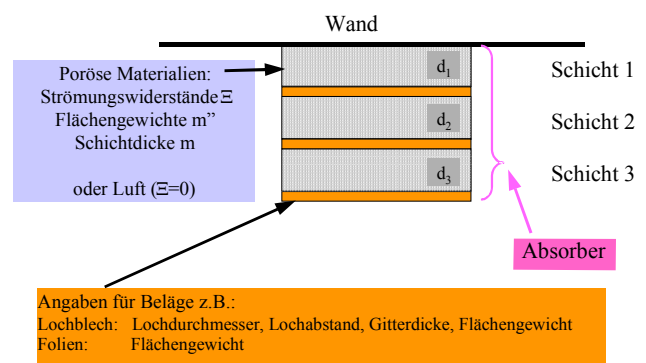 Wand
Poröse Materialien:
Strömungswiderstände Ξ
Flächengewichte m”
Schichtdicke m
oder Luft (Ξ=0)
d1
Schicht 1
d2
Schicht 2
d3
Schicht 3
Absorber
Angaben für Beläge z.B.:
Lochblech: Lochdurchmesser, Lochabstand, Gitterdicke, Flächengewicht
Folien: Flächengewicht